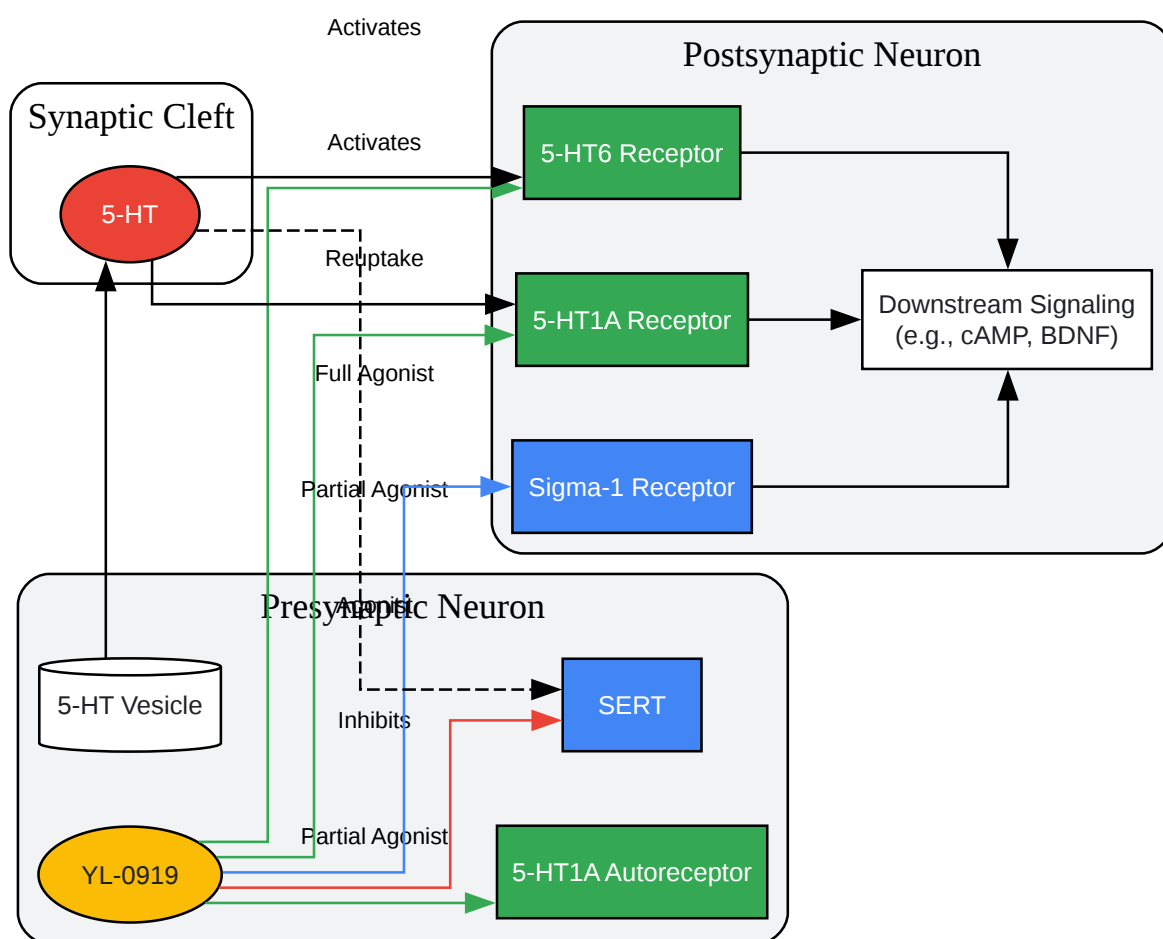 Activates
Postsynaptic Neuron
Synaptic Cleft
Activates
5-HT6 Receptor
5-HT
Reuptake
5-HT1A Receptor
Downstream Signaling
(e.g., cAMP, BDNF)
Full Agonist
Partial Agonist
Sigma-1 Receptor
Presynaptic Neuron
Agonist
5-HT Vesicle
SERT
Inhibits
Partial Agonist
YL-0919
5-HT1A Autoreceptor